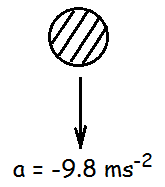 a = -9.8 ms⁻²